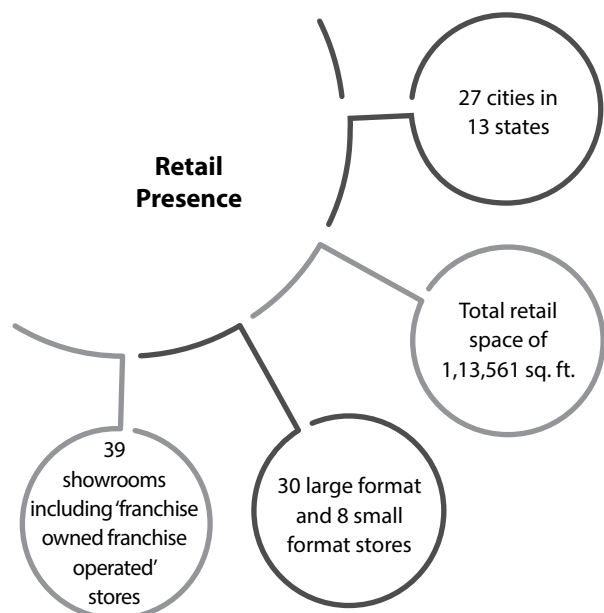 Retail
Presence
27 cities in
13 states
Total retail
space of
1,13,561 sq. ft.
30 large format
and 8 small
format stores
39
showrooms
including ‘franchise
owned franchise
operated’
stores